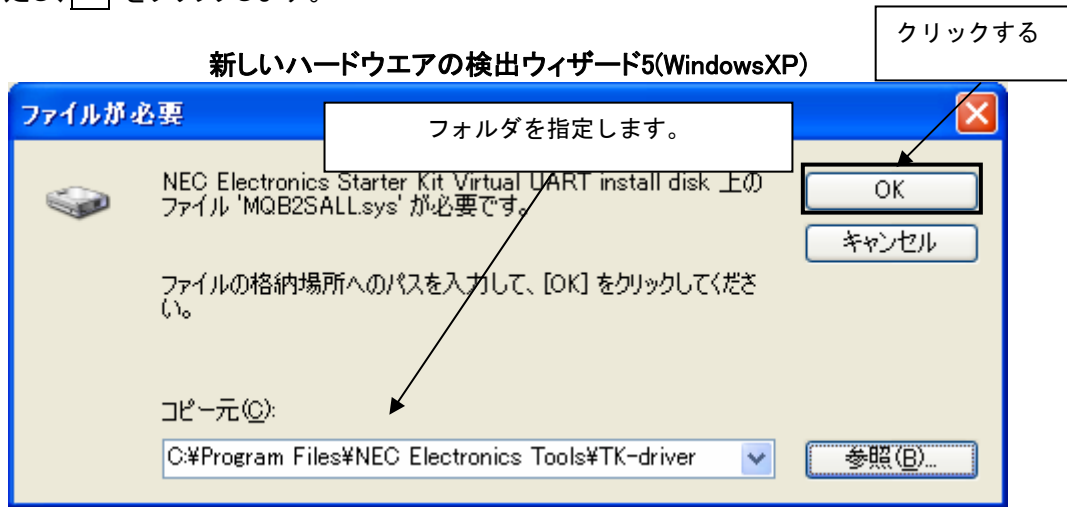 をクリックします。
クリックする
新しいハードウエアの検出ウィザード5(WindowsXP)
ファイルが必要
フォルダを指定します。
NEC Electronics Starter Kit Virtual UART install disk 上の
ファイル 'MQB2SALL.sys' が必要です。
OK
キャンセル
ファイルの格納場所へのパスを入力して、[OK] をクリックしてくださ
い。
コピー元(C):
C:¥Program Files¥NEC Electronics Tools¥TK-driver
参照(B)...